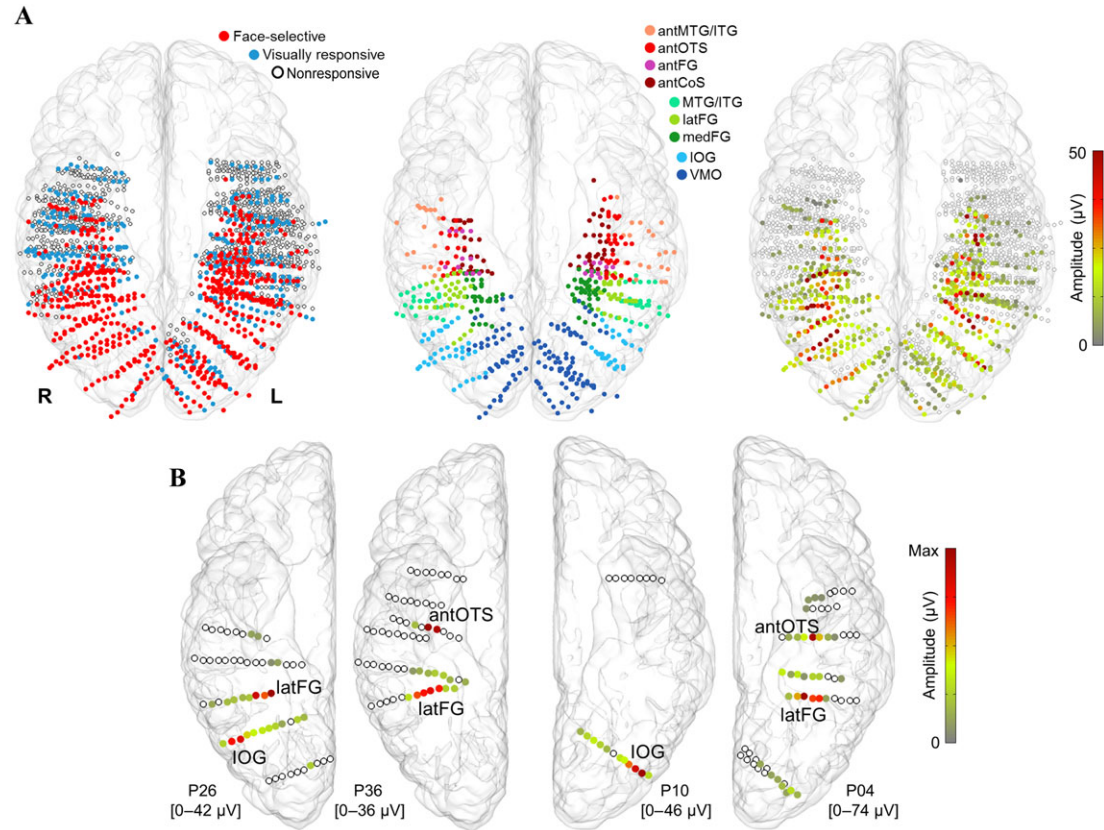 A
Face-selective
Visually responsive
Nonresponsive
R
L
antMTG/ITG
antOTS
antFG
antCoS
MTG/ITG
latFG
medFG
IOG
VMO
50
Amplitude (µV)
0
B
latFG
IOG
P26
[0–42 µV]
antOTS
latFG
P36
[0–36 µV]
IOG
P10
[0–46 µV]
antOTS
latFG
P04
[0–74 µV]
Max
Amplitude (µV)
0